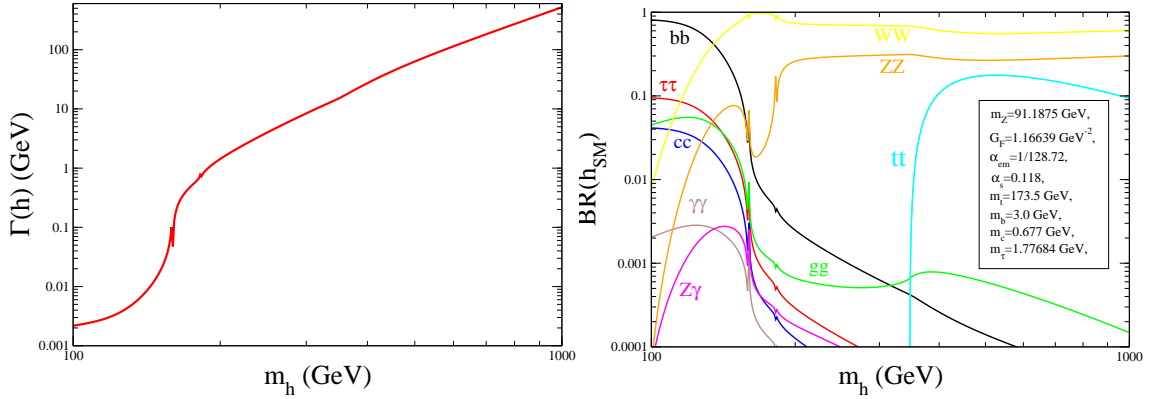 100
10
1
0.1
0.01
0.001
Γ(h) (GeV)
100
1000
m_h (GeV)
1
0.1
0.01
0.001
0.0001
BR(h_SM)
bb
WW
ZZ
ττ
cc
tt
γγ
gg
Zγ
m_Z=91.1875 GeV,
G_F=1.16639 GeV^-2,
α_em=1/128.72,
α_s=0.118,
m_t=173.5 GeV,
m_b=3.0 GeV,
m_c=0.677 GeV,
m_τ=1.77684 GeV,
100
1000
m_h (GeV)